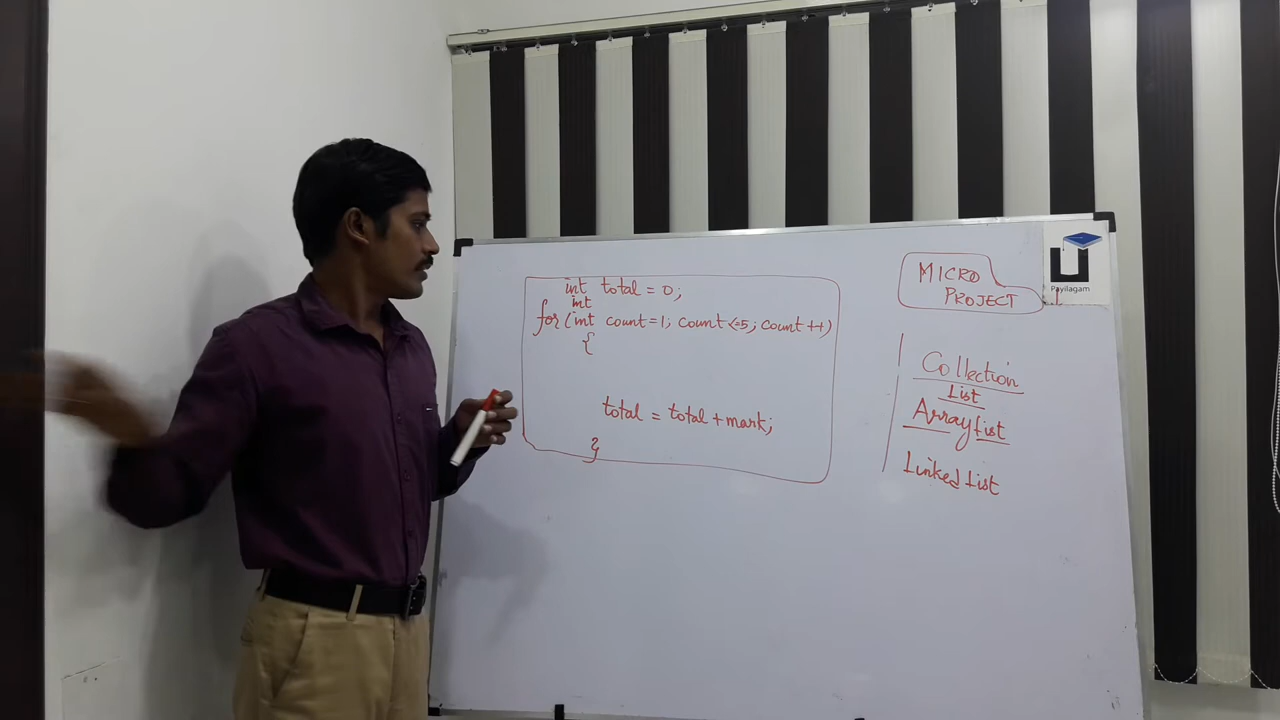 int total = 0;
int
for(int count=1; count<=5; count++)
{
total = total + mark;
}
MICRO
PROJECT
Payilagam
Collection
List
ArrayList
Linked List